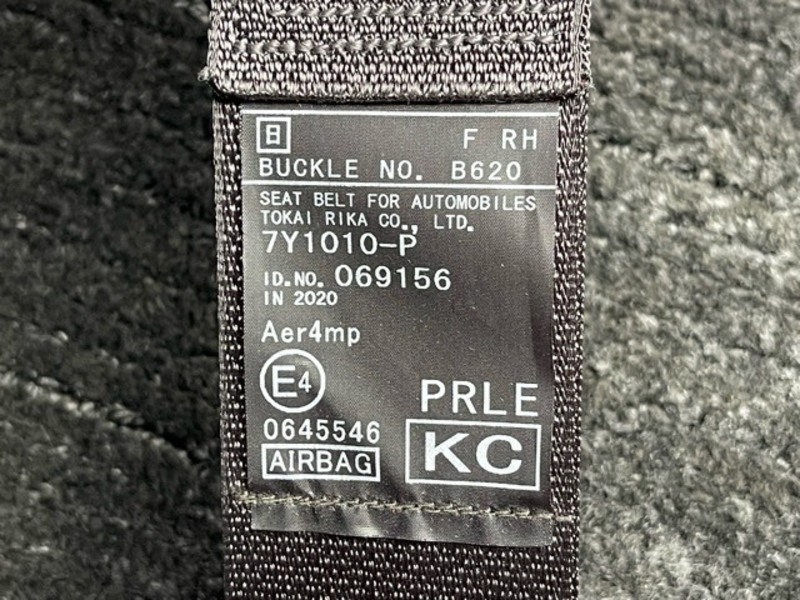 日 F RH
BUCKLE NO. B620
SEAT BELT FOR AUTOMOBILES
TOKAI RIKA CO., LTD.
7Y1010-P
ID.NO. 069156
IN 2020
Aer4mp
E4
PRLE
0645546
KC
AIRBAG